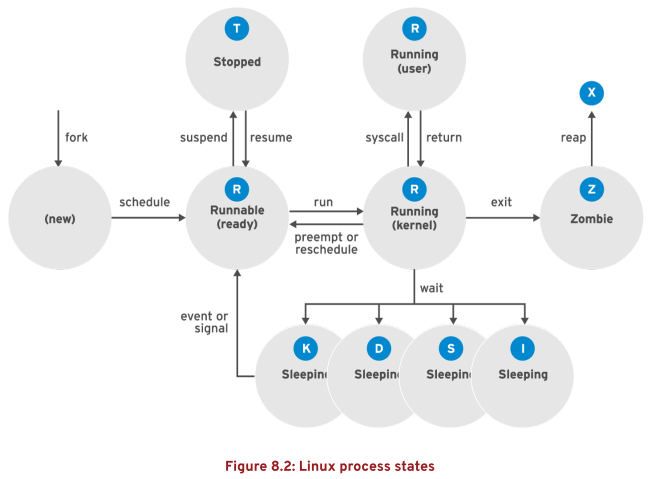 T
Stopped
R
Running
(user)
X
fork
suspend
resume
syscall
return
reap
(new)
schedule
R
Runnable
(ready)
run
preempt or
reschedule
R
Running
(kernel)
exit
Z
Zombie
wait
event or
signal
K
Sleepin
D
Sleepin
S
Sleepin
I
Sleeping
Figure 8.2: Linux process states